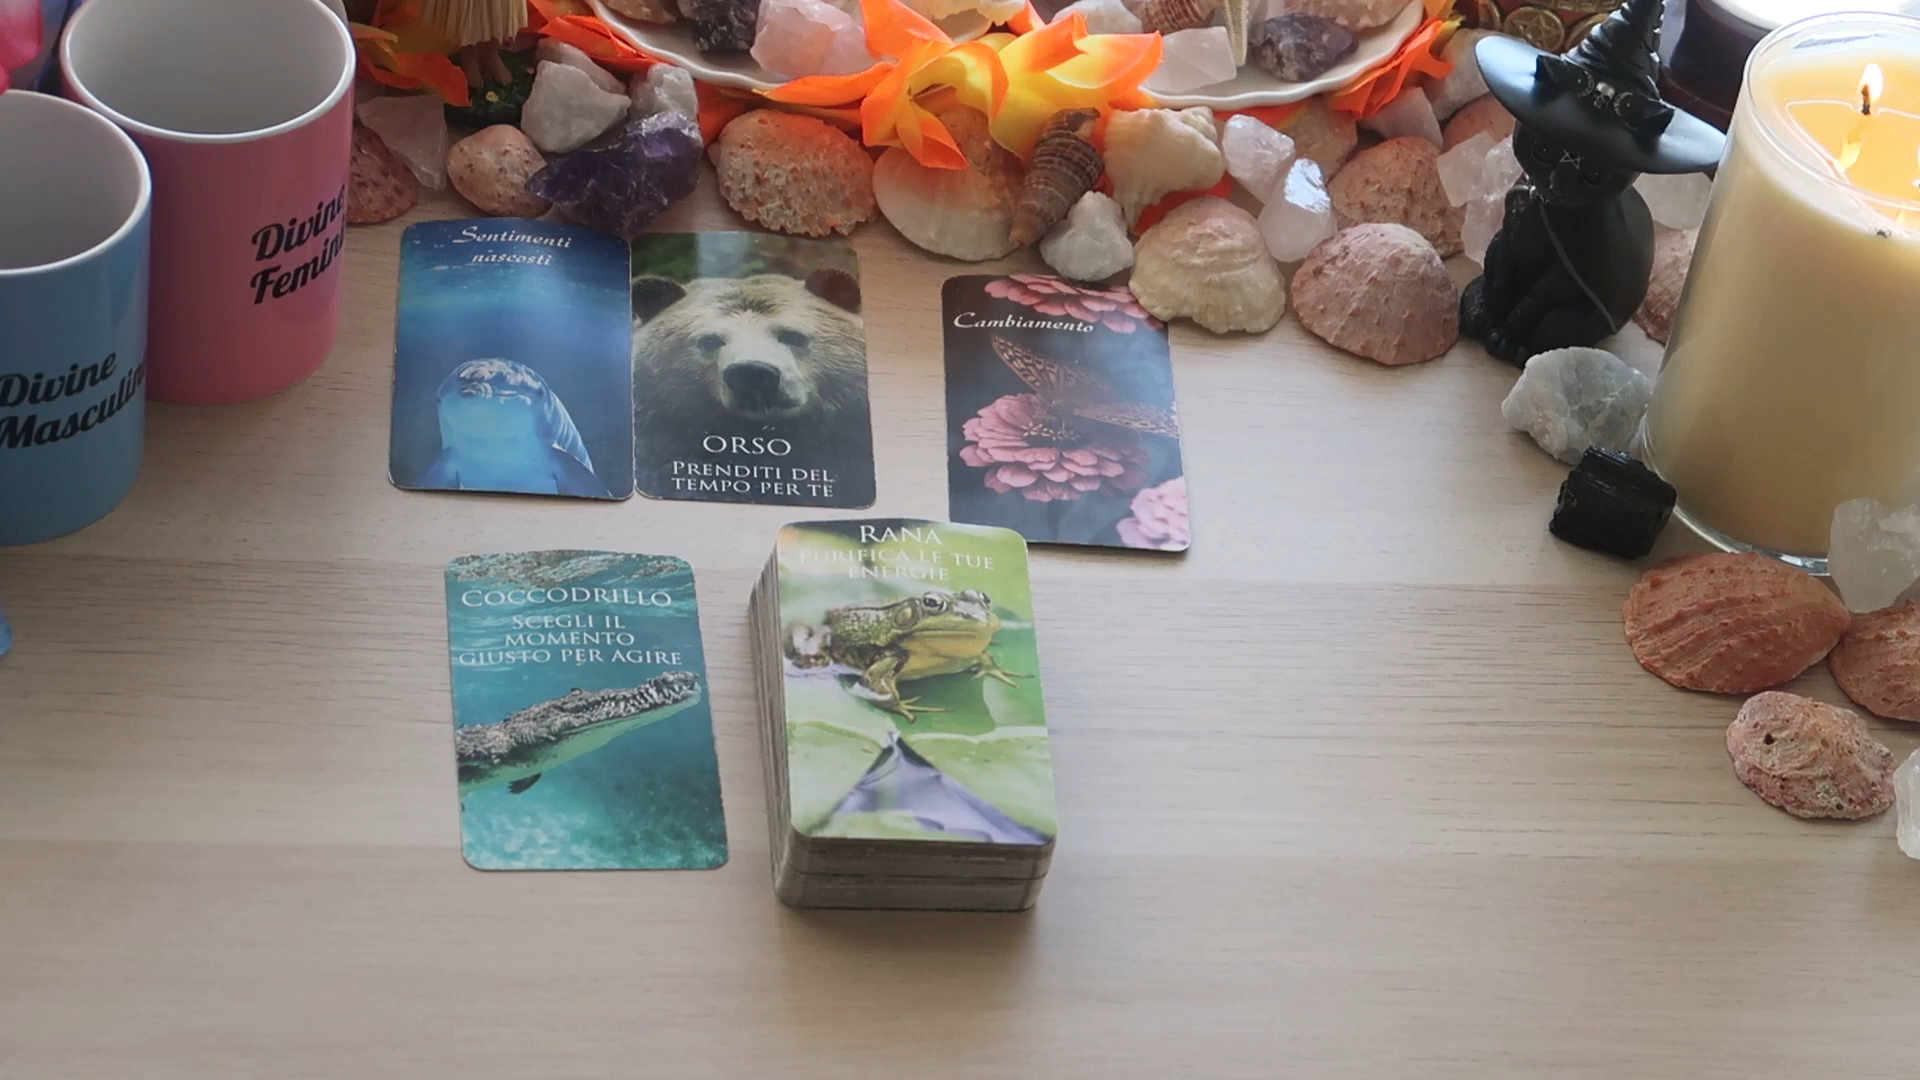 Divine
Feminin
Divine
Masculin
Sentimenti
nascosti
ORSO
PRENDITI DEL
TEMPO PER TE
Cambiamento
COCCODRILLO
SCEGLI IL
MOMENTO
GIUSTO PER AGIRE
RANA
PURIFICA LE TUE
ENERGIE